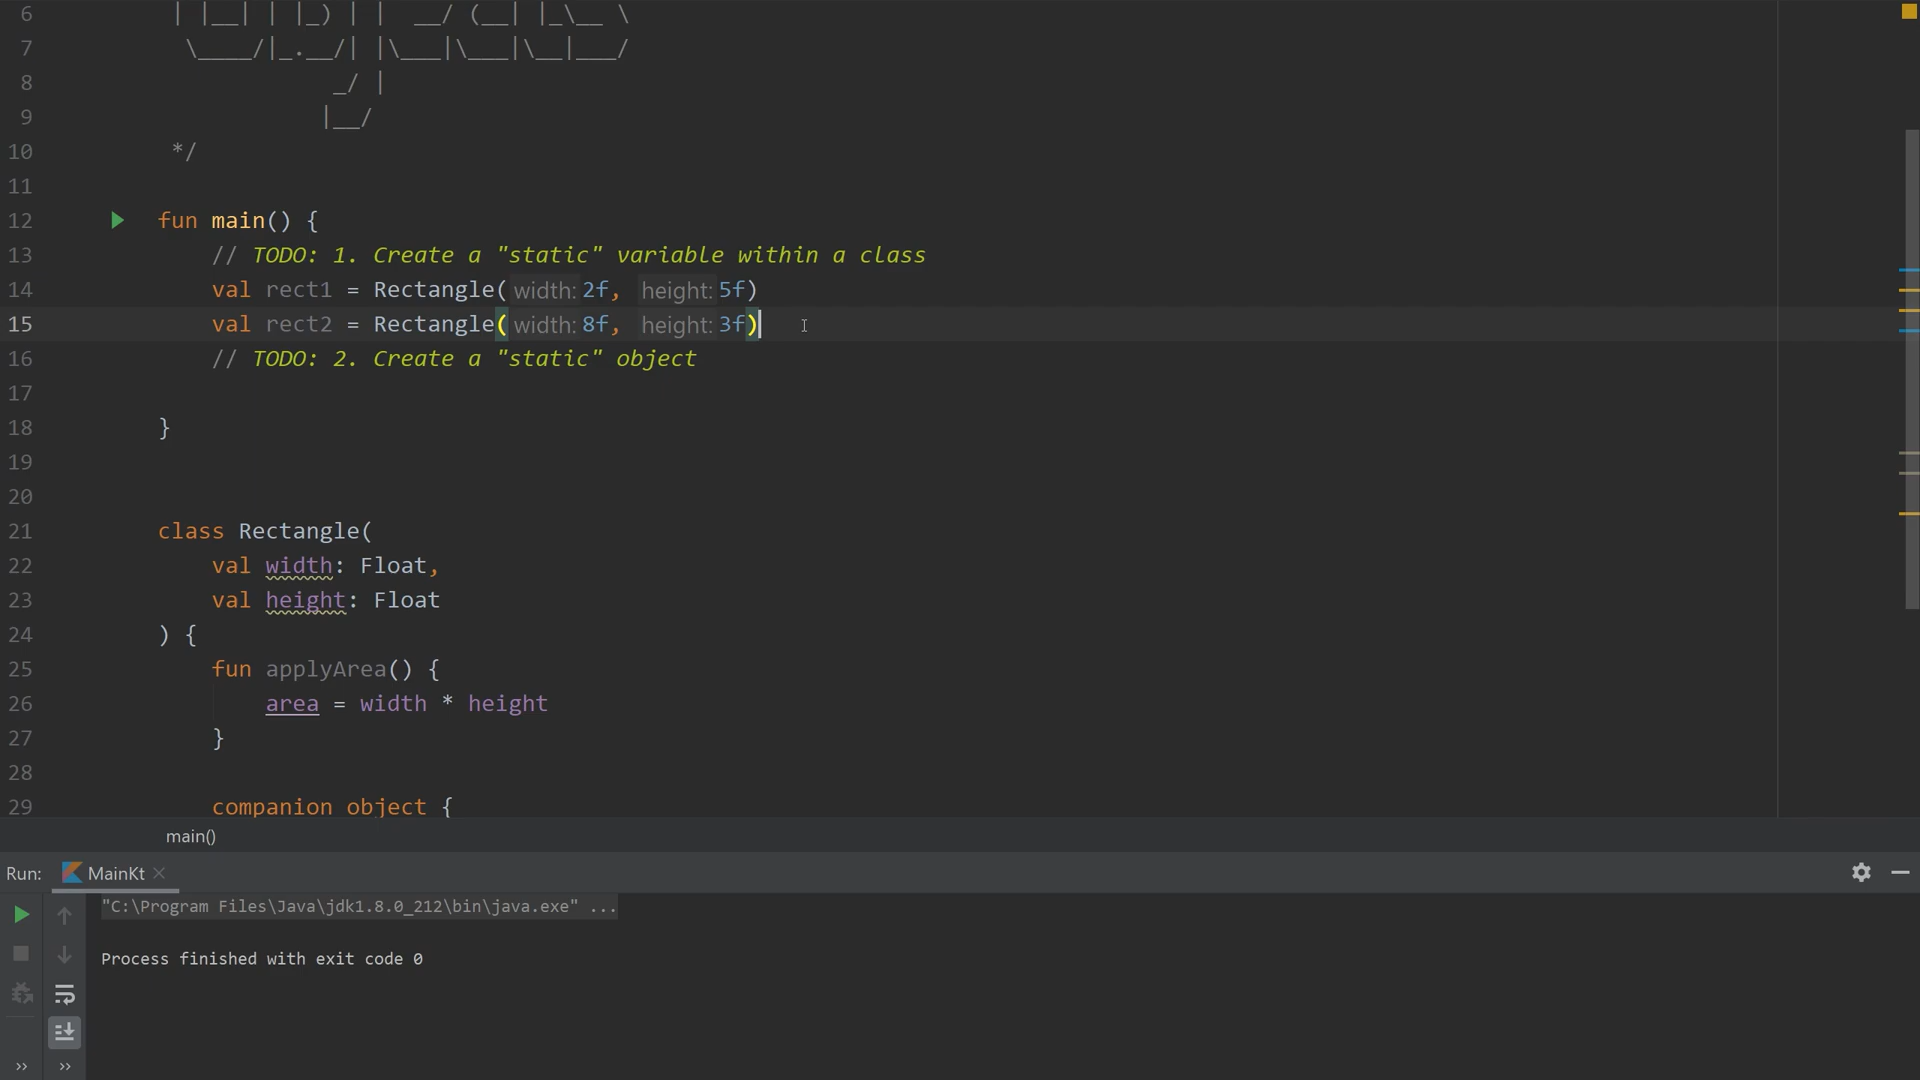 6 | |__| | |_) | |  __/ (__| |_\__ \
7 \____/|_.__/| |\___|\___|\__|___/
8 _/ |
9 |__/
10 */
11
12 fun main() {
13 // TODO: 1. Create a "static" variable within a class
14 val rect1 = Rectangle( width: 2f, height: 5f)
15 val rect2 = Rectangle( width: 8f, height: 3f)
16 // TODO: 2. Create a "static" object
17
18 }
19
20
21 class Rectangle(
22 val width: Float,
23 val height: Float
24 ) {
25 fun applyArea() {
26 area = width * height
27 }
28
29 companion object {
main()
Run: MainKt
"C:\Program Files\Java\jdk1.8.0_212\bin\java.exe" ...
Process finished with exit code 0